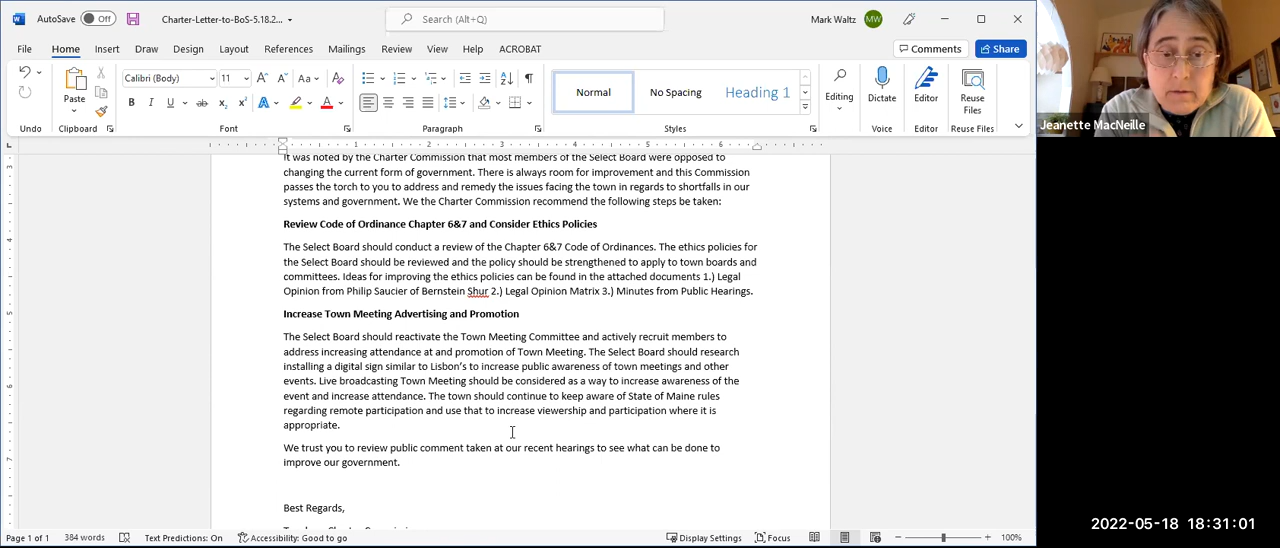 AutoSave Off Charter-Letter-to-BoS-5.18.2... Search (Alt+Q) Mark Waltz MW
File Home Insert Draw Design Layout References Mailings Review View Help ACROBAT Comments Share
Calibri (Body) 11 Aa
Paste
B I U ab x₂ x² A A
Normal No Spacing Heading 1
Editing Dictate Editor Reuse Files
Undo Clipboard Font Paragraph Styles Voice Editor Reuse Files
Jeanette MacNeille
1 2 3 4 5 6
3
4
5
6
7
It was noted by the Charter Commission that most members of the Select Board were opposed to
changing the current form of government. There is always room for improvement and this Commission
passes the torch to you to address and remedy the issues facing the town in regards to shortfalls in our
systems and government. We the Charter Commission recommend the following steps be taken:
Review Code of Ordinance Chapter 6&7 and Consider Ethics Policies
The Select Board should conduct a review of the Chapter 6&7 Code of Ordinances. The ethics policies for
the Select Board should be reviewed and the policy should be strengthened to apply to town boards and
committees. Ideas for improving the ethics policies can be found in the attached documents 1.) Legal
Opinion from Philip Saucier of Bernstein Shur 2.) Legal Opinion Matrix 3.) Minutes from Public Hearings.
Increase Town Meeting Advertising and Promotion
The Select Board should reactivate the Town Meeting Committee and actively recruit members to
address increasing attendance at and promotion of Town Meeting. The Select Board should research
installing a digital sign similar to Lisbon's to increase public awareness of town meetings and other
events. Live broadcasting Town Meeting should be considered as a way to increase awareness of the
event and increase attendance. The town should continue to keep aware of State of Maine rules
regarding remote participation and use that to increase viewership and participation where it is
appropriate.
We trust you to review public comment taken at our recent hearings to see what can be done to
improve our government.
Best Regards,
Page 1 of 1 384 words Text Predictions: On Accessibility: Good to go Display Settings Focus 100%
2022-05-18 18:31:01